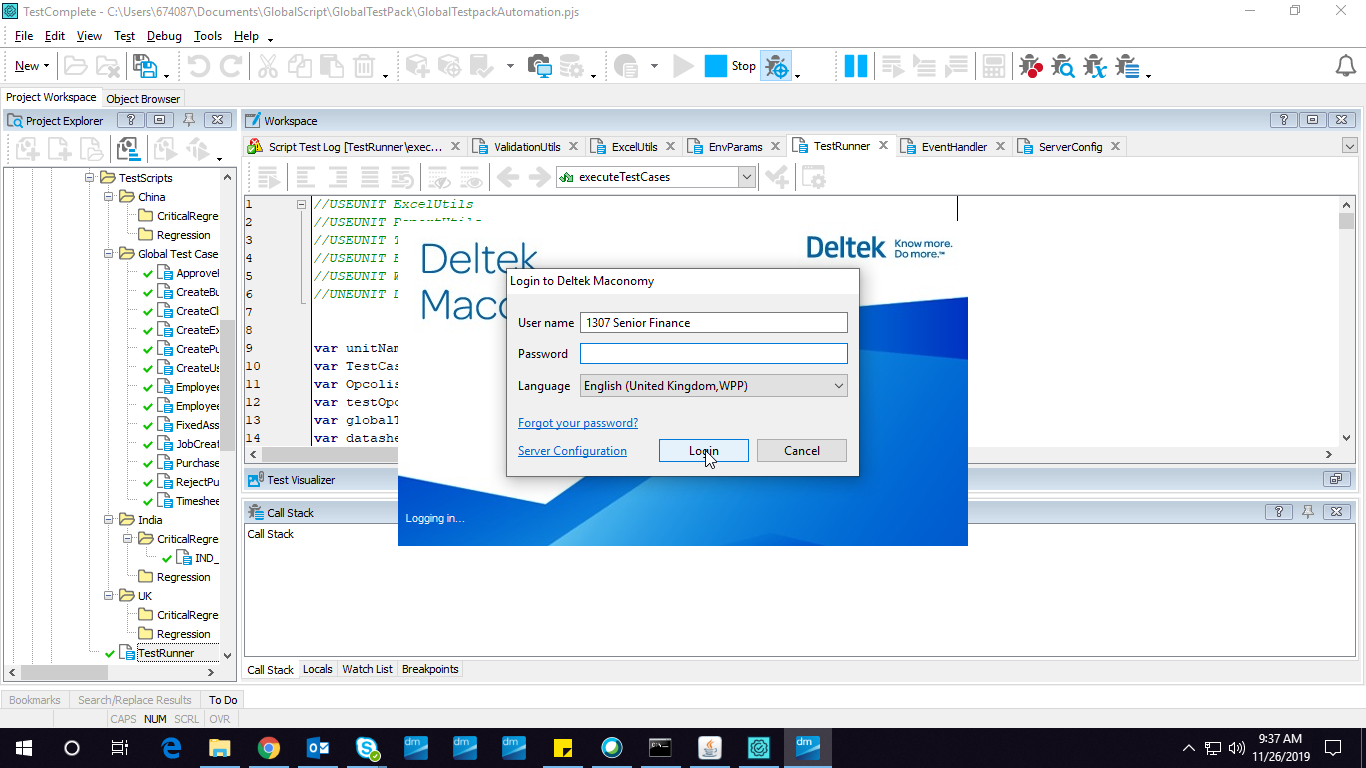 TestComplete - C:\Users\674087\Documents\GlobalScript\GlobalTestPack\GlobalTestpackAutomation.pjs
File Edit View Test Debug Tools Help
New Stop
Project Workspace Object Browser
Project Explorer
Workspace
TestScripts
China
CriticalRegre
Regression
Global Test Case
Approvel
CreateBu
CreateCl
CreateEx
CreatePu
CreateUs
Employee
Employee
FixedAss
JobCreat
Purchase
RejectPu
Timeshee
India
CriticalRegre
IND_
Regression
UK
CriticalRegre
Regression
TestRunner
Script Test Log [TestRunner\exec... ValidationUtils ExcelUtils EnvParams TestRunner EventHandler ServerConfig
executeTestCases
1 //USEUNIT ExcelUtils
2 //USEUNIT ReportUtils
3 //USEUNIT T
4 //USEUNIT E
5 //USEUNIT W
6 //UNEUNIT
7
8
9 var unitNam
10 var TestCas
11 var Opcolis
12 var testOpc
13 var globalT
14 var datashe
Deltek
Maco
Deltek Know more.
Do more.™
Login to Deltek Maconomy
User name 1307 Senior Finance
Password
Language English (United Kingdom,WPP)
Forgot your password?
Server Configuration Login Cancel
Logging in...
Test Visualizer
Call Stack
Call Stack
Call Stack Locals Watch List Breakpoints
Bookmarks Search/Replace Results To Do
CAPS NUM SCRL OVR
dm dm dm dm
9:37 AM
11/26/2019